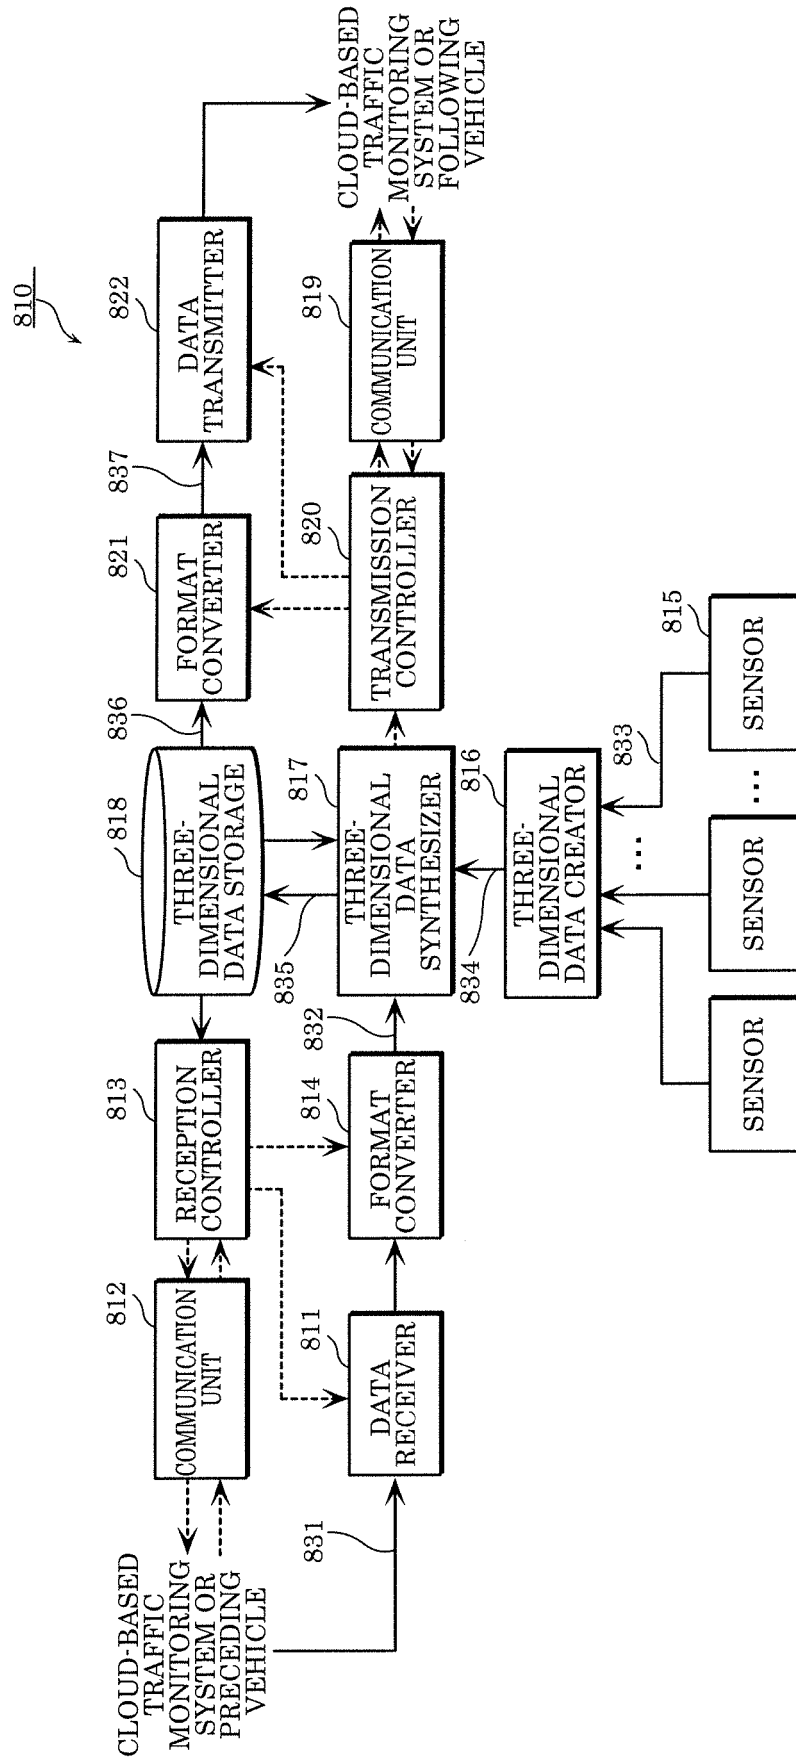 810
CLOUD-BASED
TRAFFIC
MONITORING
SYSTEM OR
PRECEDING
VEHICLE
812
COMMUNICATION
UNIT
813
RECEPTION
CONTROLLER
818
THREE-
DIMENSIONAL
DATA STORAGE
836
821
FORMAT
CONVERTER
837
822
DATA
TRANSMITTER
CLOUD-BASED
TRAFFIC
MONITORING
SYSTEM OR
FOLLOWING
VEHICLE
831
811
DATA
RECEIVER
814
FORMAT
CONVERTER
832
835
817
THREE-
DIMENSIONAL
DATA
SYNTHESIZER
820
TRANSMISSION
CONTROLLER
819
COMMUNICATION
UNIT
834
816
THREE-
DIMENSIONAL
DATA CREATOR
833
...
SENSOR
SENSOR
...
815
SENSOR